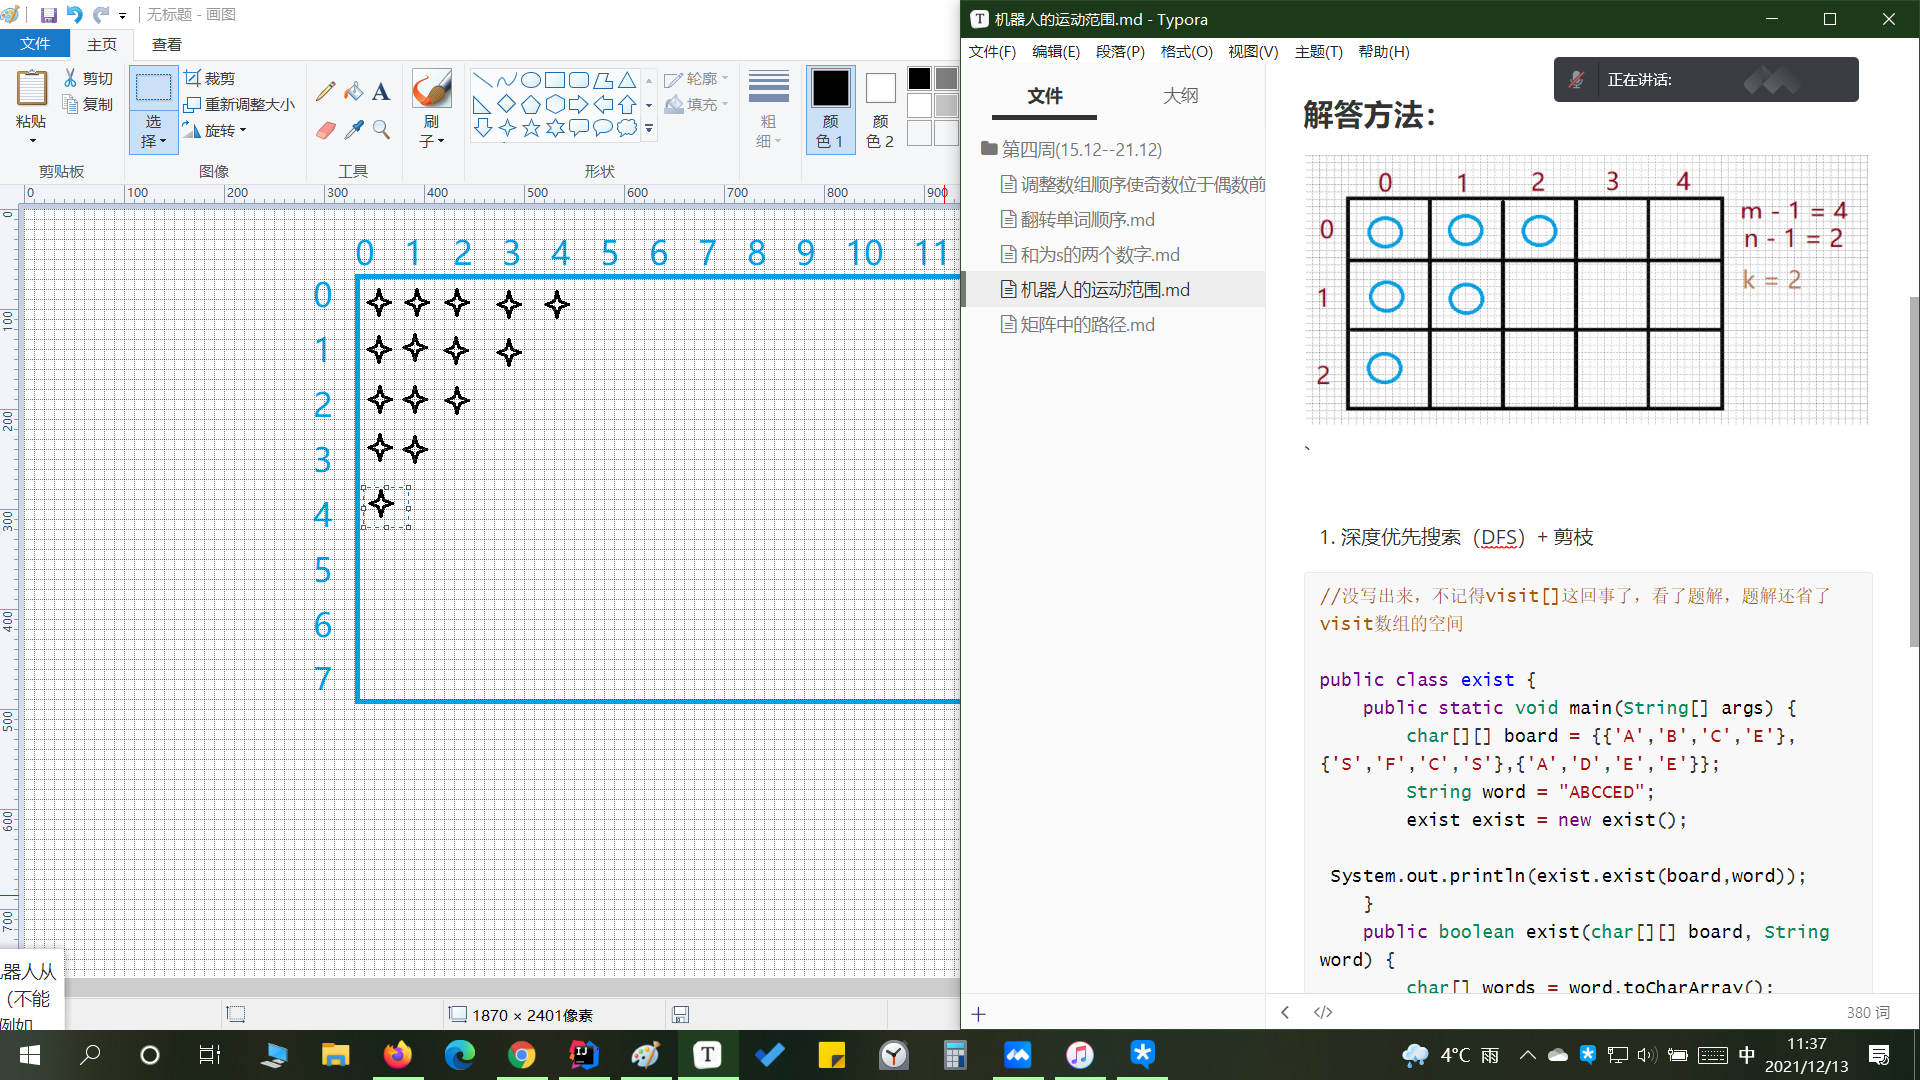 无标题 - 画图
文件 主页 查看
粘贴
剪切
复制
剪贴板
选择
裁剪
重新调整大小
旋转
图像
A
工具
刷子
形状
轮廓
填充
粗细
颜色 1
颜色 2
0 100 200 300 400 500 600 700 800 900
0
100
200
300
400
500
600
700
0 1 2 3 4 5 6 7 8 9 10 11
0
1
2
3
4
5
6
7
器人从
（不能
例如
1870 × 2401像素
T 机器人的运动范围.md - Typora
文件(F) 编辑(E) 段落(P) 格式(O) 视图(V) 主题(T) 帮助(H)
正在讲话:
文件 大纲
第四周(15.12--21.12)
调整数组顺序使奇数位于偶数前
翻转单词顺序.md
和为s的两个数字.md
机器人的运动范围.md
矩阵中的路径.md
解答方法：
0 1 2 3 4
0
1
2
m - 1 = 4
n - 1 = 2
k = 2
、
1. 深度优先搜索（DFS）+ 剪枝
//没写出来，不记得visit[]这回事了，看了题解，题解还省了
visit数组的空间
public class exist {
public static void main(String[] args) {
char[][] board = {{'A','B','C','E'},
{'S','F','C','S'},{'A','D','E','E'}};
String word = "ABCCED";
exist exist = new exist();
System.out.println(exist.exist(board,word));
}
public boolean exist(char[][] board, String
word) {
char[] words = word.toCharArray();
380 词
4°C 雨
中
11:37
2021/12/13